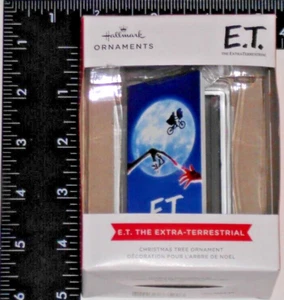 Hallmark
ORNAMENTS
E.T.
THE EXTRA-TERRESTRIAL
E.T.
E.T. THE EXTRA-TERRESTRIAL
CHRISTMAS TREE ORNAMENT
DÉCORATION POUR L'ARBRE DE NOËL
1
2
3
4
5